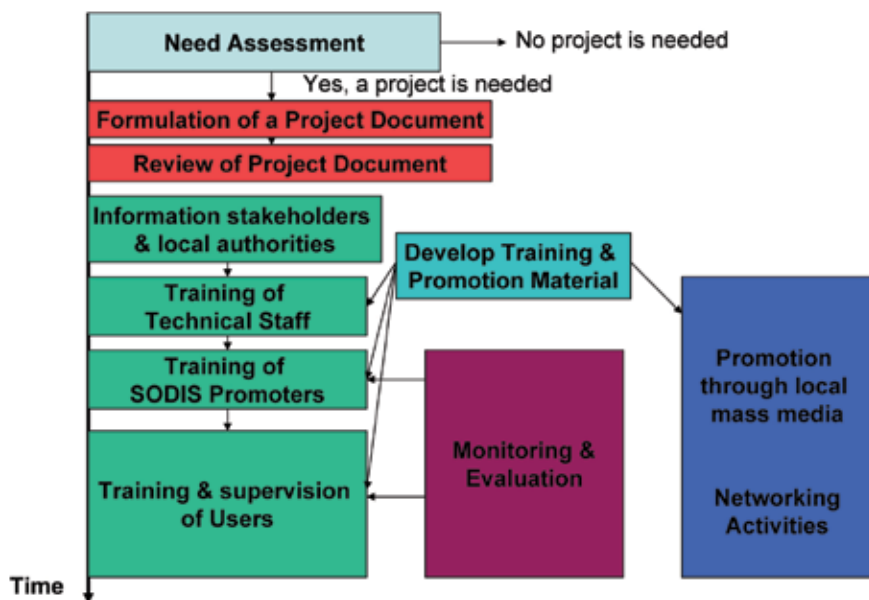 Need Assessment
No project is needed
Yes, a project is needed
Formulation of a Project Document
Review of Project Document
Information stakeholders
& local authorities
Develop Training &
Promotion Material
Training of
Technical Staff
Training of
SODIS Promoters
Promotion
through local
mass media
Monitoring &
Evaluation
Training & supervision
of Users
Networking
Activities
Time